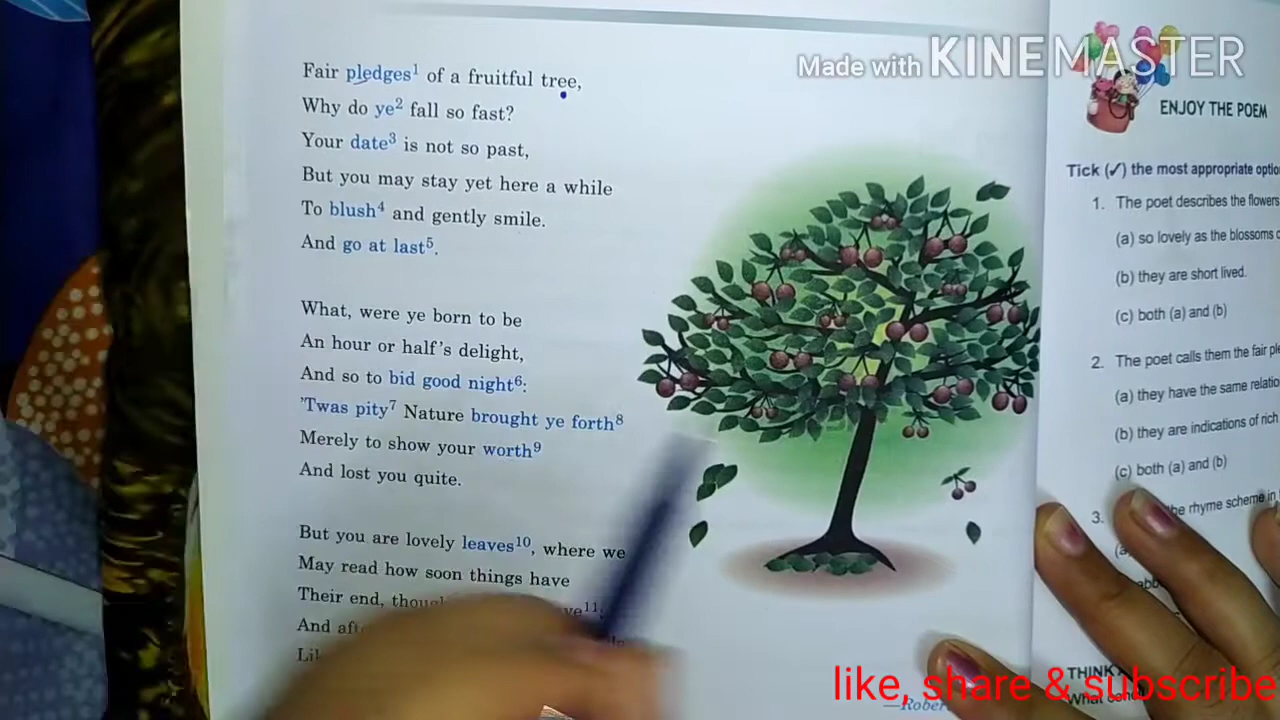 Fair pledges¹ of a fruitful tree,
Why do ye² fall so fast?
Your date³ is not so past,
But you may stay yet here a while
To blush⁴ and gently smile.
And go at last⁵.
What, were ye born to be
An hour or half's delight,
And so to bid good night⁶:
'Twas pity⁷ Nature brought ye forth⁸
Merely to show your worth⁹
And lost you quite.
But you are lovely leaves¹⁰, where we
May read how soon things have
Their end,
And
Made with KINEMASTER
ENJOY THE POEM
Tick (✓) the most appropriate
1. The poet describes the flowers
(a) so lovely as the blossoms
(b) they are short lived.
(c) both (a) and (b)
2. The poet calls them the fair
(a) they have the same
(b) they are indications of rich
(c) both (a) and (b)
3. rhyme scheme in
THINK
What
like, share & subscribe